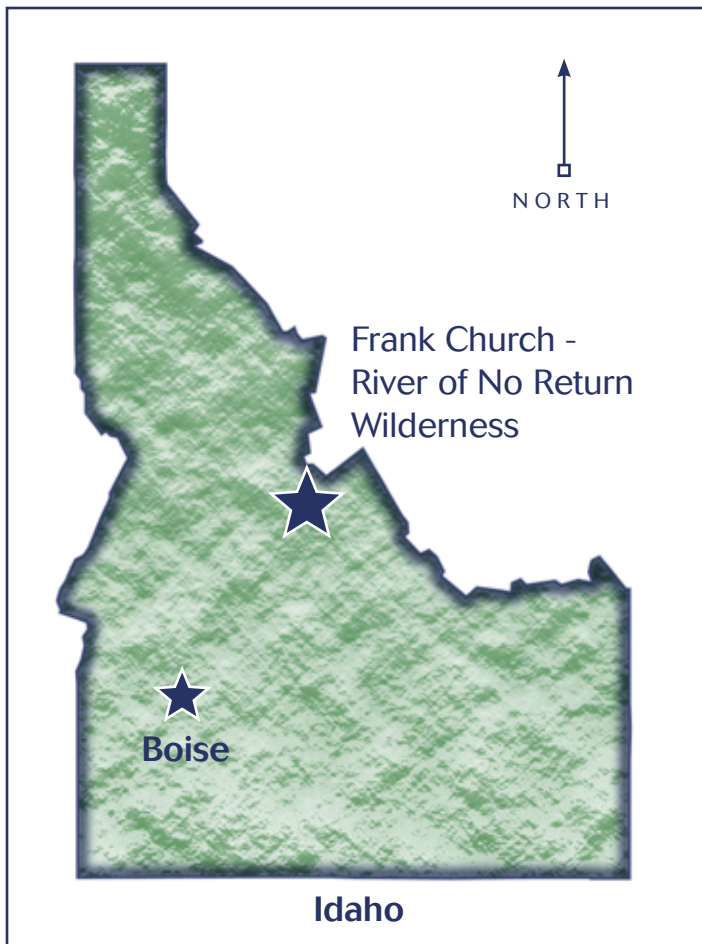 NORTH
Frank Church -
River of No Return
Wilderness
Boise
Idaho